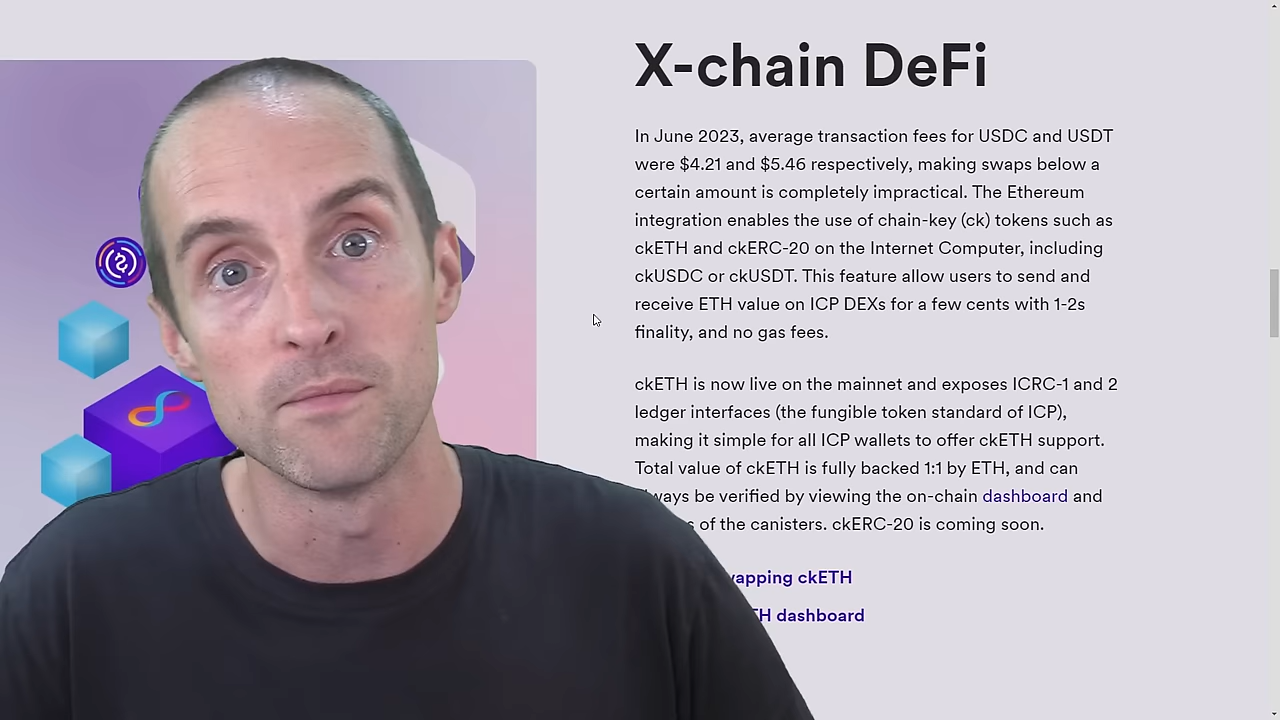 X-chain DeFi
In June 2023, average transaction fees for USDC and USDT
were $4.21 and $5.46 respectively, making swaps below a
certain amount is completely impractical. The Ethereum
integration enables the use of chain-key (ck) tokens such as
ckETH and ckERC-20 on the Internet Computer, including
ckUSDC or ckUSDT. This feature allow users to send and
receive ETH value on ICP DEXs for a few cents with 1-2s
finality, and no gas fees.
ckETH is now live on the mainnet and exposes ICRC-1 and 2
ledger interfaces (the fungible token standard of ICP),
making it simple for all ICP wallets to offer ckETH support.
Total value of ckETH is fully backed 1:1 by ETH, and can
be verified by viewing the on-chain dashboard and
of the canisters. ckERC-20 is coming soon.
ckETH
dashboard